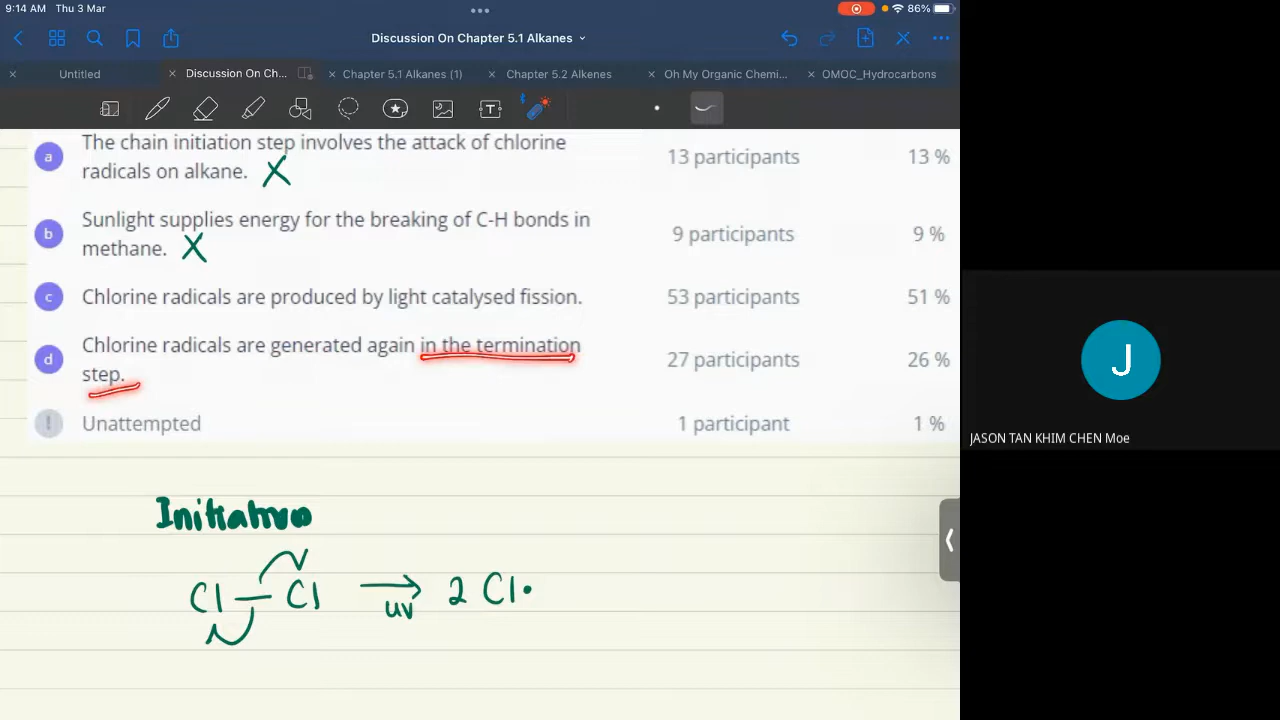 9:14 AM Thu 3 Mar
86%
Discussion On Chapter 5.1 Alkanes
Untitled
Discussion On Ch...
Chapter 5.1 Alkanes (1)
Chapter 5.2 Alkenes
Oh My Organic Chemi...
OMOC_Hydrocarbons
a The chain initiation step involves the attack of chlorine 13 participants 13 %
radicals on alkane. X
b Sunlight supplies energy for the breaking of C-H bonds in 9 participants 9 %
methane. X
c Chlorine radicals are produced by light catalysed fission. 53 participants 51 %
d Chlorine radicals are generated again in the termination 27 participants 26 %
step.
! Unattempted 1 participant 1 %
Initiation
Cl — Cl → 2 Cl•
uv
J
JASON TAN KHIM CHEN Moe